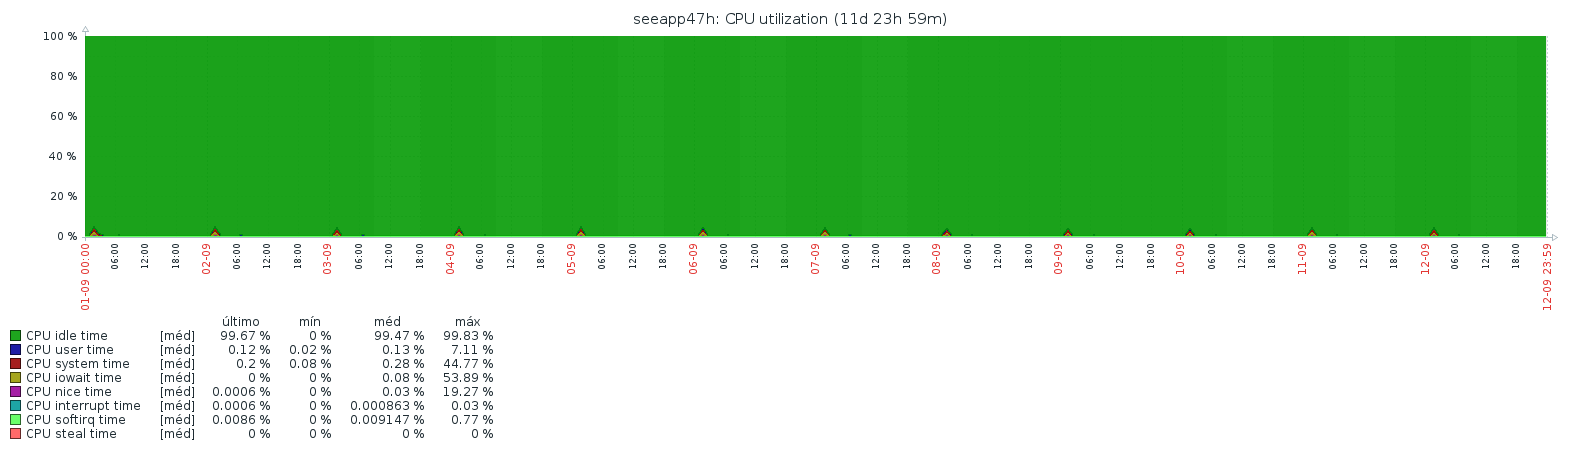 seeapp47h: CPU utilization (11d 23h 59m)
100 %
80 %
60 %
40 %
20 %
0 %
01-09 00:00 06:00 12:00 18:00 02-09 06:00 12:00 18:00 03-09 06:00 12:00 18:00 04-09 06:00 12:00 18:00 05-09 06:00 12:00 18:00 06-09 06:00 12:00 18:00 07-09 06:00 12:00 18:00 08-09 06:00 12:00 18:00 09-09 06:00 12:00 18:00 10-09 06:00 12:00 18:00 11-09 06:00 12:00 18:00 12-09 06:00 12:00 18:00 12-09 23:59
último mín méd máx
CPU idle time [méd] 99.67 % 0 % 99.47 % 99.83 %
CPU user time [méd] 0.12 % 0.02 % 0.13 % 7.11 %
CPU system time [méd] 0.2 % 0.08 % 0.28 % 44.77 %
CPU iowait time [méd] 0 % 0 % 0.08 % 53.89 %
CPU nice time [méd] 0.0006 % 0 % 0.03 % 19.27 %
CPU interrupt time [méd] 0.0006 % 0 % 0.000863 % 0.03 %
CPU softirq time [méd] 0.0086 % 0 % 0.009147 % 0.77 %
CPU steal time [méd] 0 % 0 % 0 % 0 %